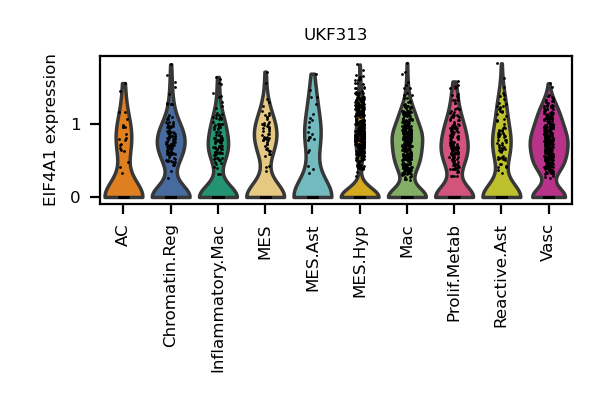 UKF313
EIF4A1 expression
1
0
AC
Chromatin.Reg
Inflammatory.Mac
MES
MES.Ast
MES.Hyp
Mac
Prolif.Metab
Reactive.Ast
Vasc